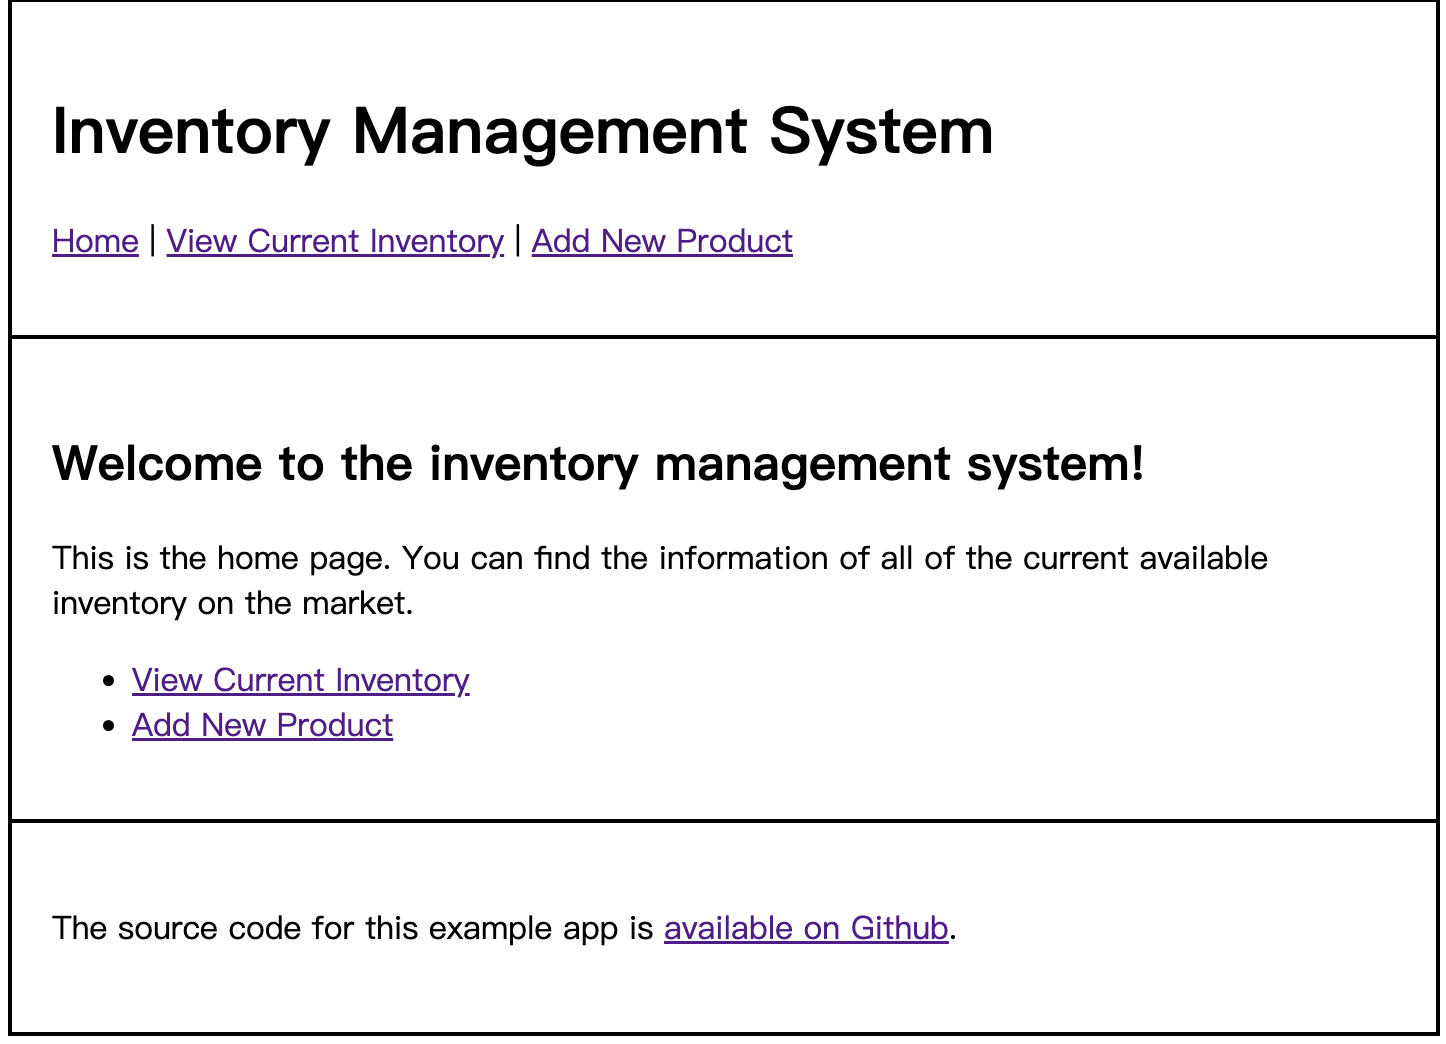 Inventory Management System
Home | View Current Inventory | Add New Product
Welcome to the inventory management system!
This is the home page. You can find the information of all of the current available
inventory on the market.
• View Current Inventory
• Add New Product
The source code for this example app is available on Github.